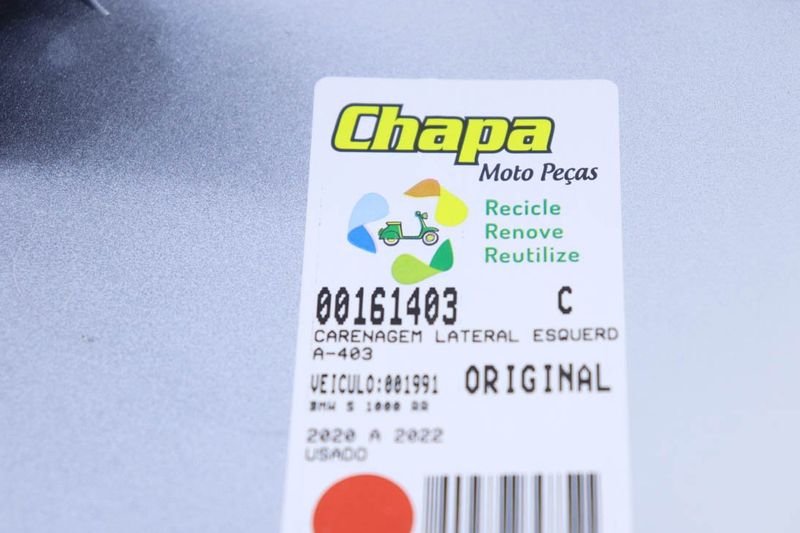 Chapa
Moto Peças
Recicle
Renove
Reutilize
00161403 C
CARENAGEM LATERAL ESQUERD
A-403
VEICULO:001991 ORIGINAL
BMW S 1000 RR
2020 A 2022
USADO